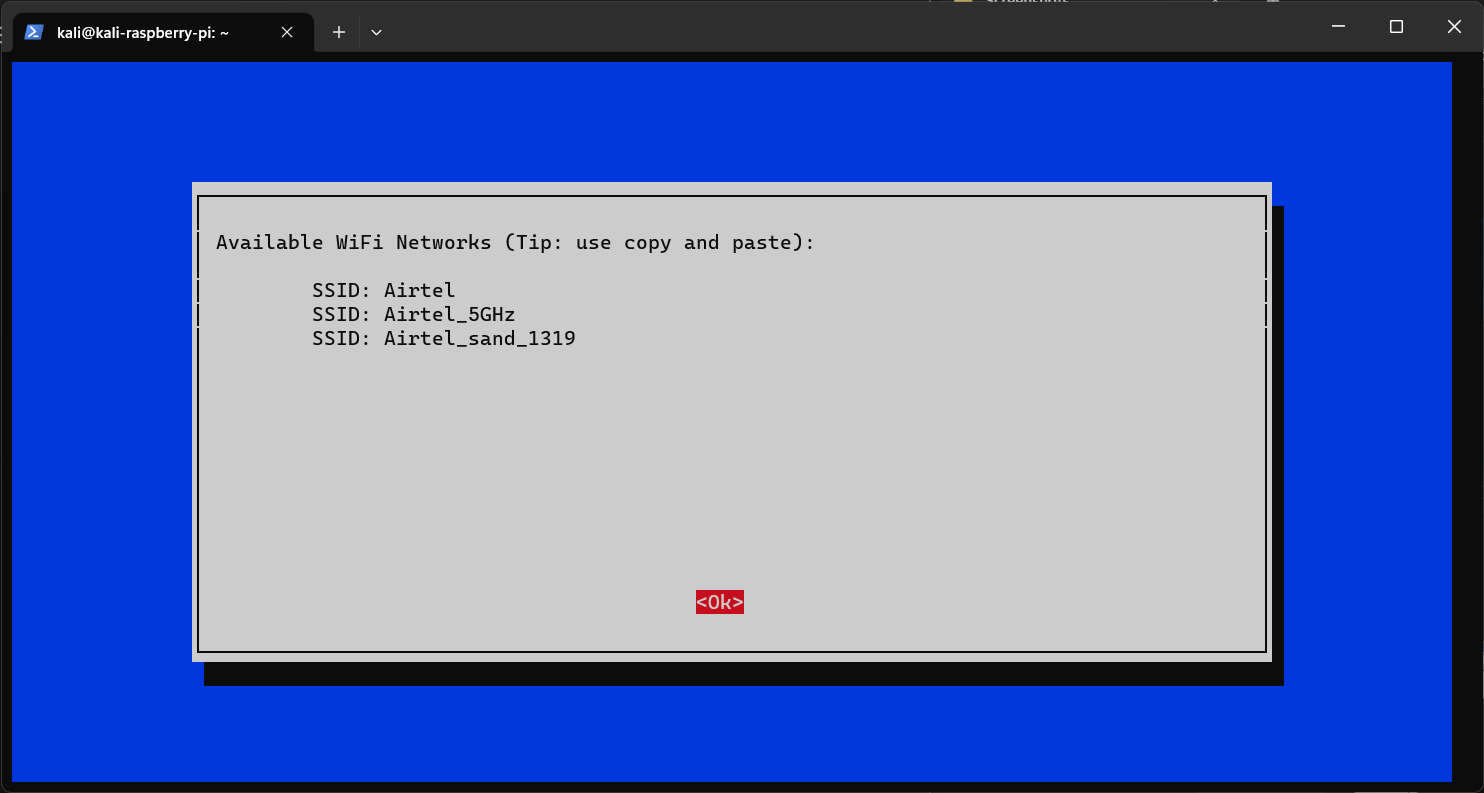 kali@kali-raspberry-pi: ~
Available WiFi Networks (Tip: use copy and paste):
SSID: Airtel
SSID: Airtel_5GHz
SSID: Airtel_sand_1319
<Ok>